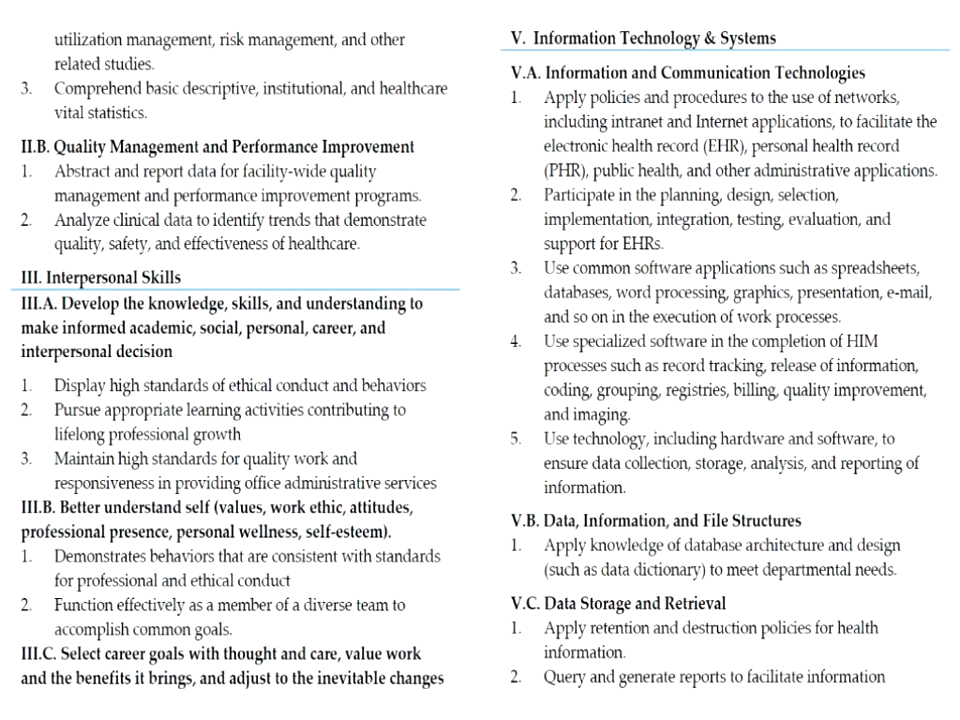 utilization management, risk management, and other
related studies.
3. Comprehend basic descriptive, institutional, and healthcare
vital statistics.
II.B. Quality Management and Performance Improvement
1. Abstract and report data for facility-wide quality
management and performance improvement programs.
2. Analyze clinical data to identify trends that demonstrate
quality, safety, and effectiveness of healthcare.
III. Interpersonal Skills
III.A. Develop the knowledge, skills, and understanding to
make informed academic, social, personal, career, and
interpersonal decision
1. Display high standards of ethical conduct and behaviors
2. Pursue appropriate learning activities contributing to
lifelong professional growth
3. Maintain high standards for quality work and
responsiveness in providing office administrative services
III.B. Better understand self (values, work ethic, attitudes,
professional presence, personal wellness, self-esteem).
1. Demonstrates behaviors that are consistent with standards
for professional and ethical conduct
2. Function effectively as a member of a diverse team to
accomplish common goals.
III.C. Select career goals with thought and care, value work
and the benefits it brings, and adjust to the inevitable changes
V. Information Technology & Systems
V.A. Information and Communication Technologies
1. Apply policies and procedures to the use of networks,
including intranet and Internet applications, to facilitate the
electronic health record (EHR), personal health record
(PHR), public health, and other administrative applications.
2. Participate in the planning, design, selection,
implementation, integration, testing, evaluation, and
support for EHRs.
3. Use common software applications such as spreadsheets,
databases, word processing, graphics, presentation, e-mail,
and so on in the execution of work processes.
4. Use specialized software in the completion of HIM
processes such as record tracking, release of information,
coding, grouping, registries, billing, quality improvement,
and imaging.
5. Use technology, including hardware and software, to
ensure data collection, storage, analysis, and reporting of
information.
V.B. Data, Information, and File Structures
1. Apply knowledge of database architecture and design
(such as data dictionary) to meet departmental needs.
V.C. Data Storage and Retrieval
1. Apply retention and destruction policies for health
information.
2. Query and generate reports to facilitate information